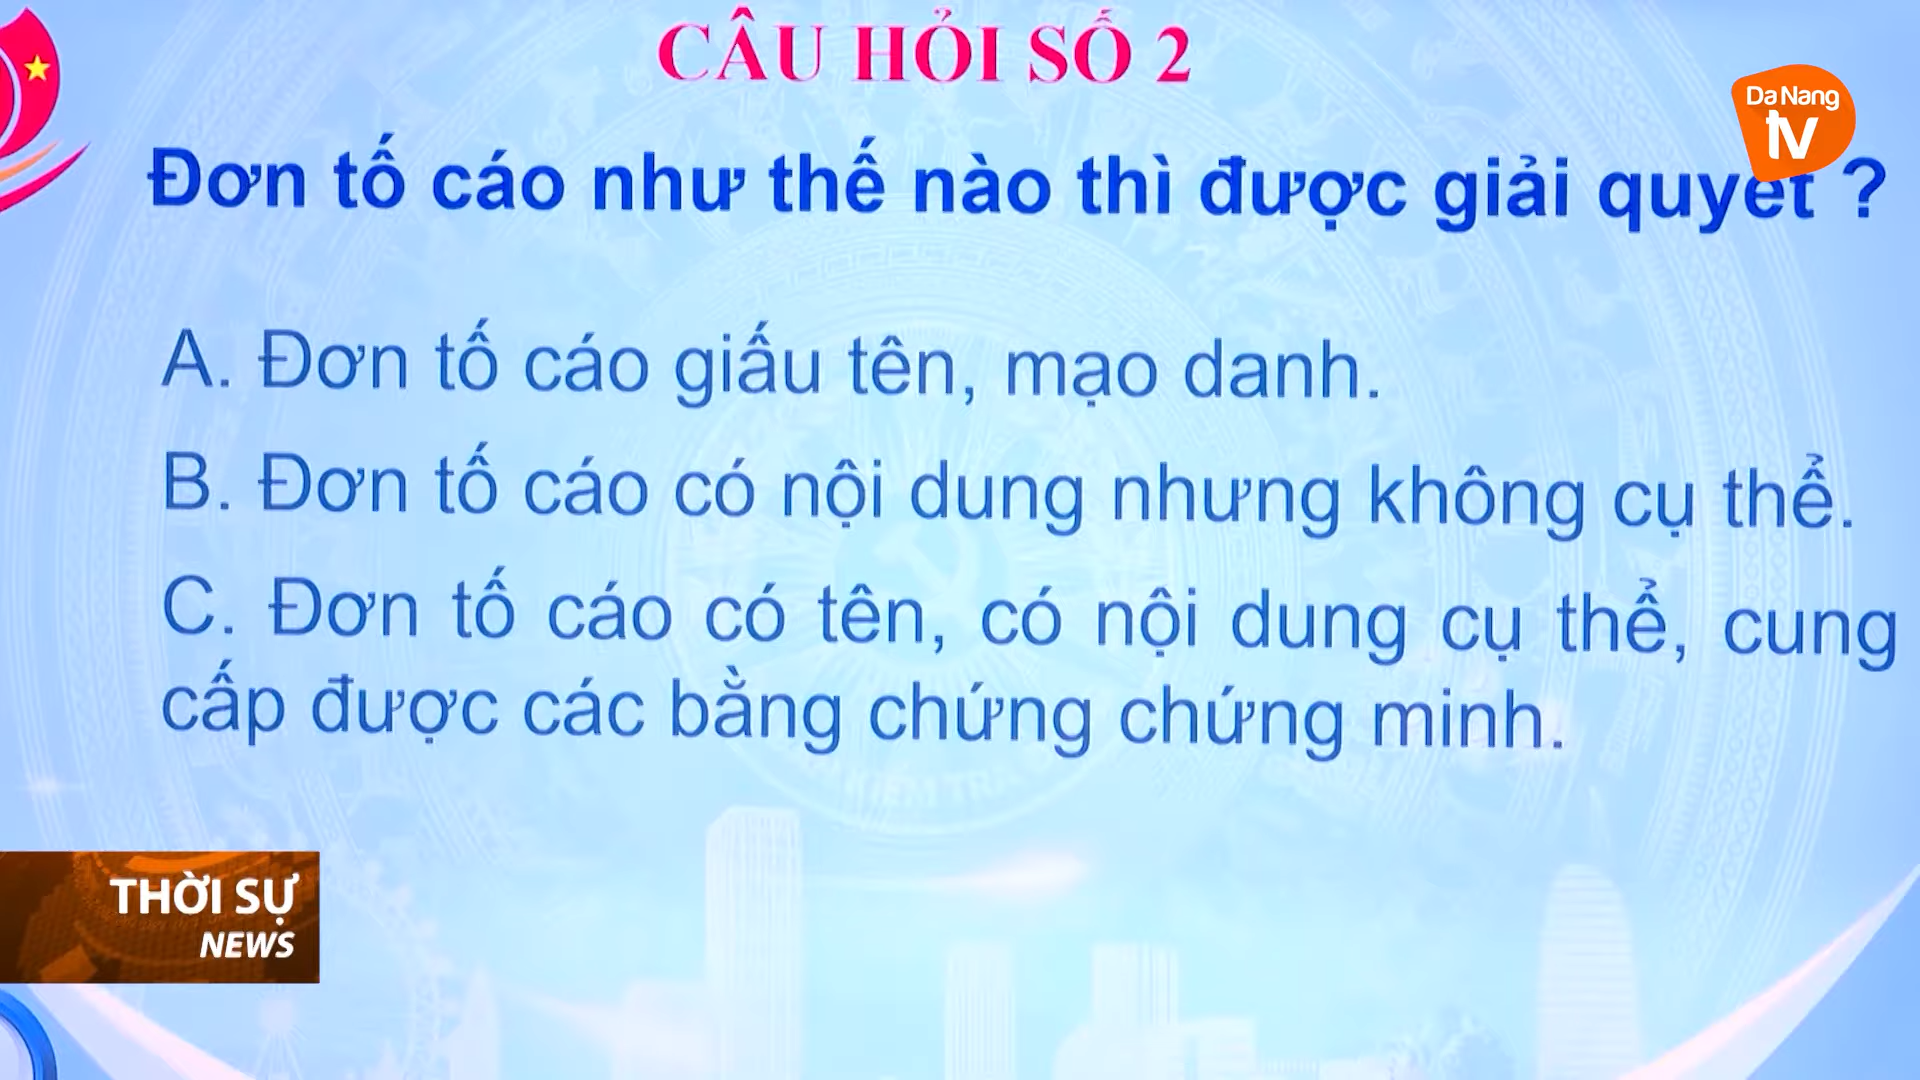 CÂU HỎI SỐ 2
Da Nang
tv
Đơn tố cáo như thế nào thì được giải quyết ?
A. Đơn tố cáo giấu tên, mạo danh.
B. Đơn tố cáo có nội dung nhưng không cụ thể.
C. Đơn tố cáo có tên, có nội dung cụ thể, cung
cấp được các bằng chứng chứng minh.
KIỂM TRA
THỜI SỰ
NEWS